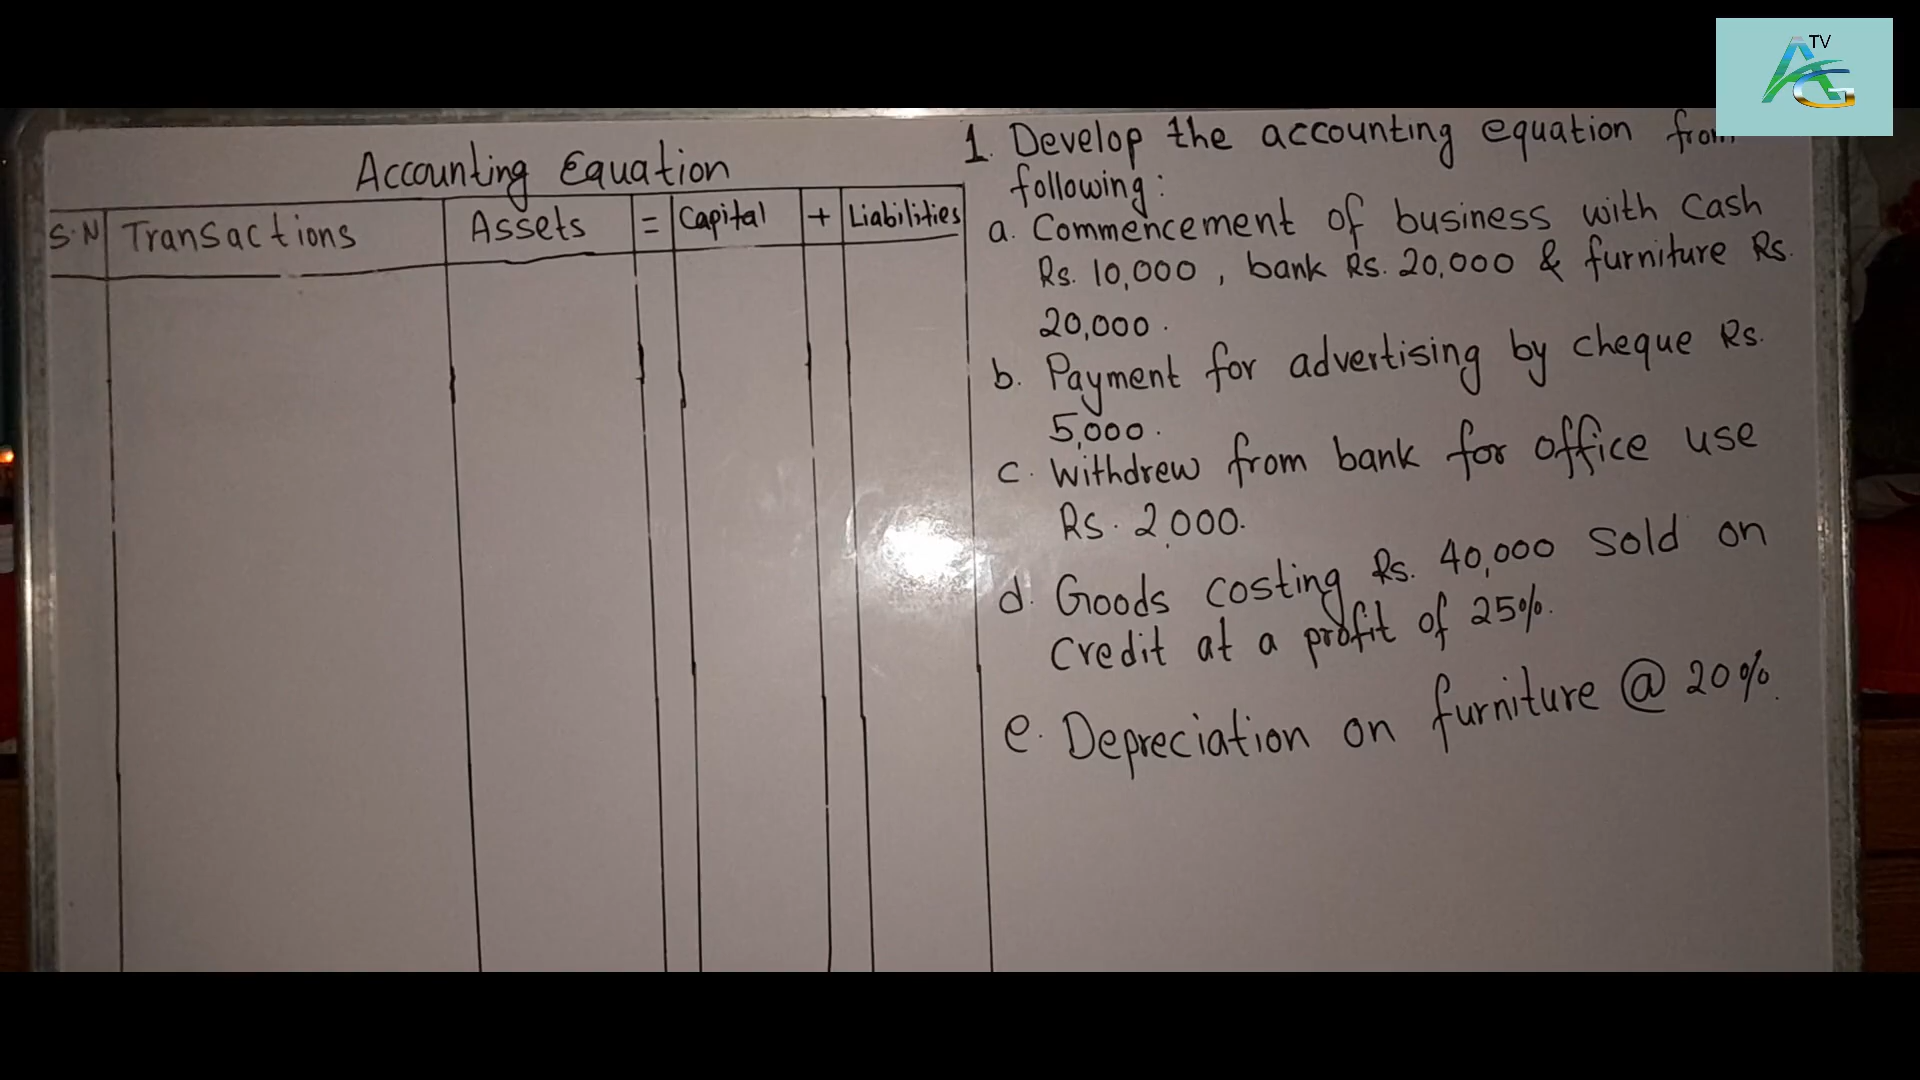 TV
AG
Accounting Equation
S.N Transactions Assets = Capital + Liabilities
1. Develop the accounting equation from
following:
a. Commencement of business with cash
Rs. 10,000, bank Rs. 20,000 & furniture Rs.
20,000.
b. Payment for advertising by cheque Rs.
5,000.
c. Withdrew from bank for office use
Rs. 2,000.
d. Goods costing Rs. 40,000 sold on
credit at a profit of 25%.
e. Depreciation on furniture @ 20%.